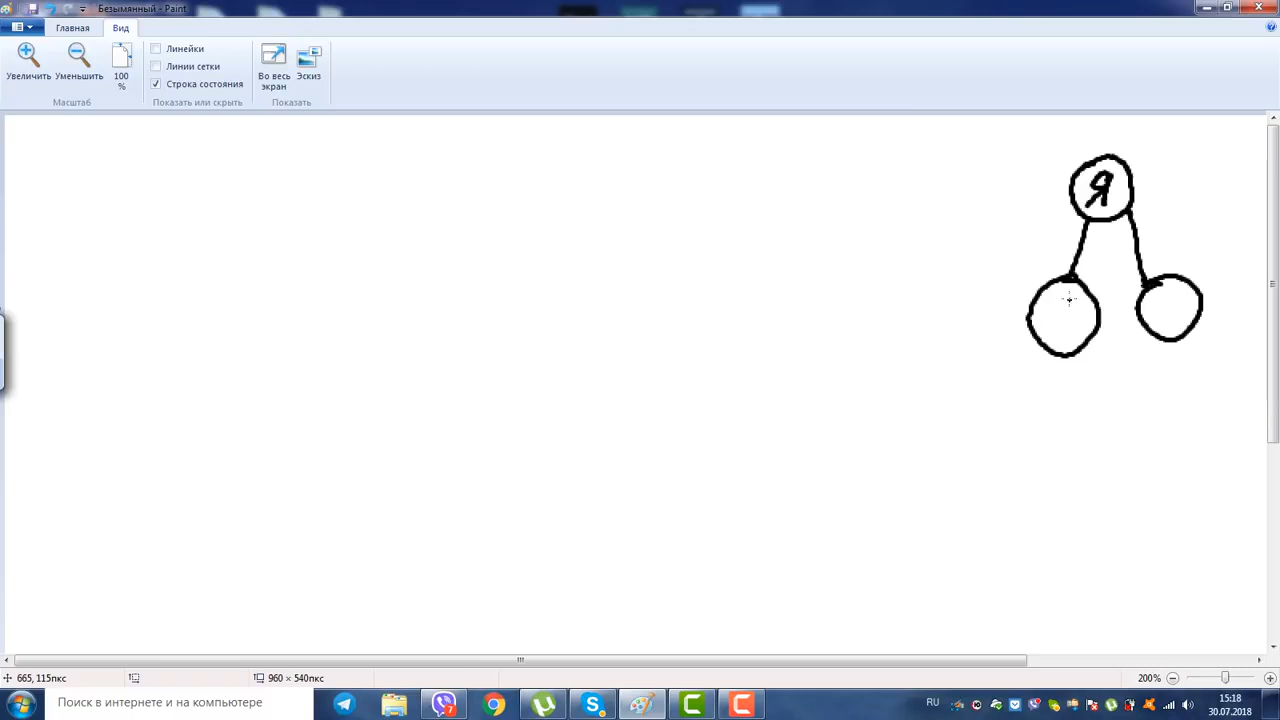 Безымянный - Paint
Главная
Вид
Увеличить
Уменьшить
100
%
Масштаб
Линейки
Линии сетки
Строка состояния
Показать или скрыть
Во весь
экран
Эскиз
Показать
Я
665, 115пкс
960 × 540пкс
200%
Поиск в интернете и на компьютере
7
RU
15:18
30.07.2018